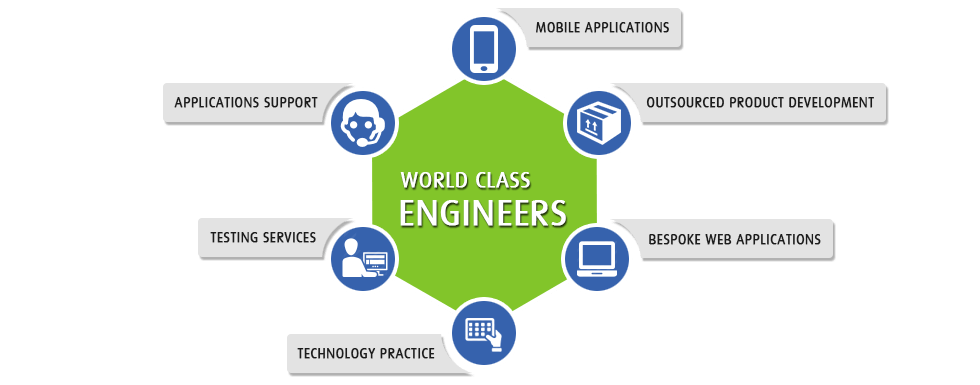 MOBILE APPLICATIONS
APPLICATIONS SUPPORT
OUTSOURCED PRODUCT DEVELOPMENT
WORLD CLASS
ENGINEERS
TESTING SERVICES
BESPOKE WEB APPLICATIONS
TECHNOLOGY PRACTICE